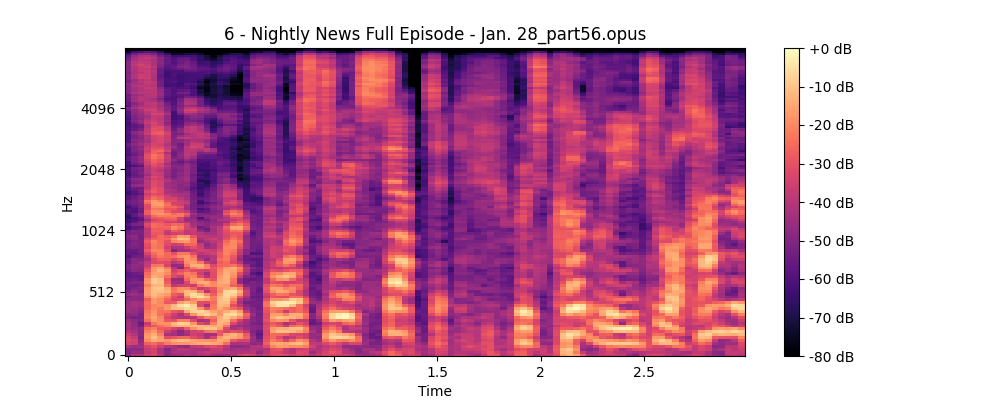 6 - Nightly News Full Episode - Jan. 28_part56.opus
Hz
4096
2048
1024
512
0
0
0.5
1
1.5
2
2.5
Time
+0 dB
-10 dB
-20 dB
-30 dB
-40 dB
-50 dB
-60 dB
-70 dB
-80 dB